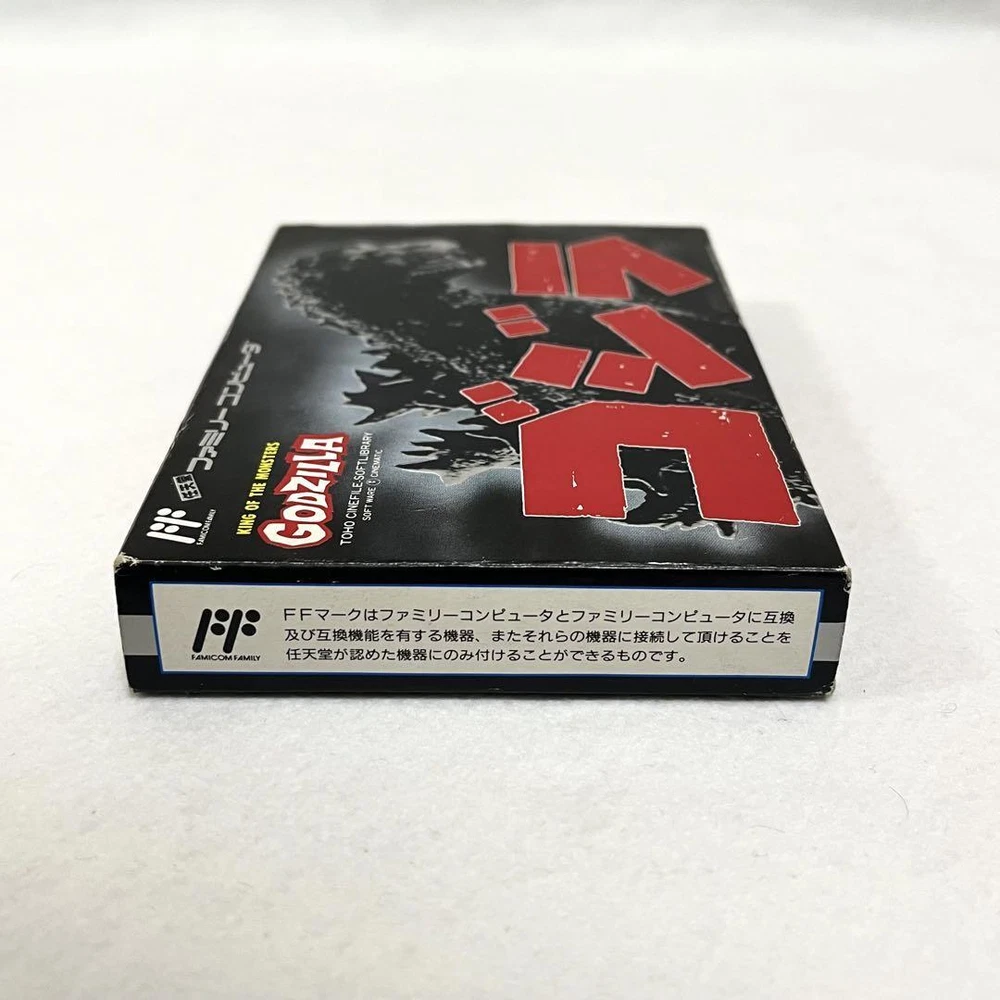 ゴジラ
任天堂
ファミリーコンピュータ
FAMICOM FAMILY
KING OF THE MONSTERS
GODZILLA
TOHO CINEFILE-SOFT LIBRARY
SOFTWARE CINEMATIC
FAMICOM FAMILY
FFマークはファミリーコンピュータとファミリーコンピュータに互換
及び互換機能を有する機器、またそれらの機器に接続して頂けることを
任天堂が認めた機器にのみ付けることができるものです。